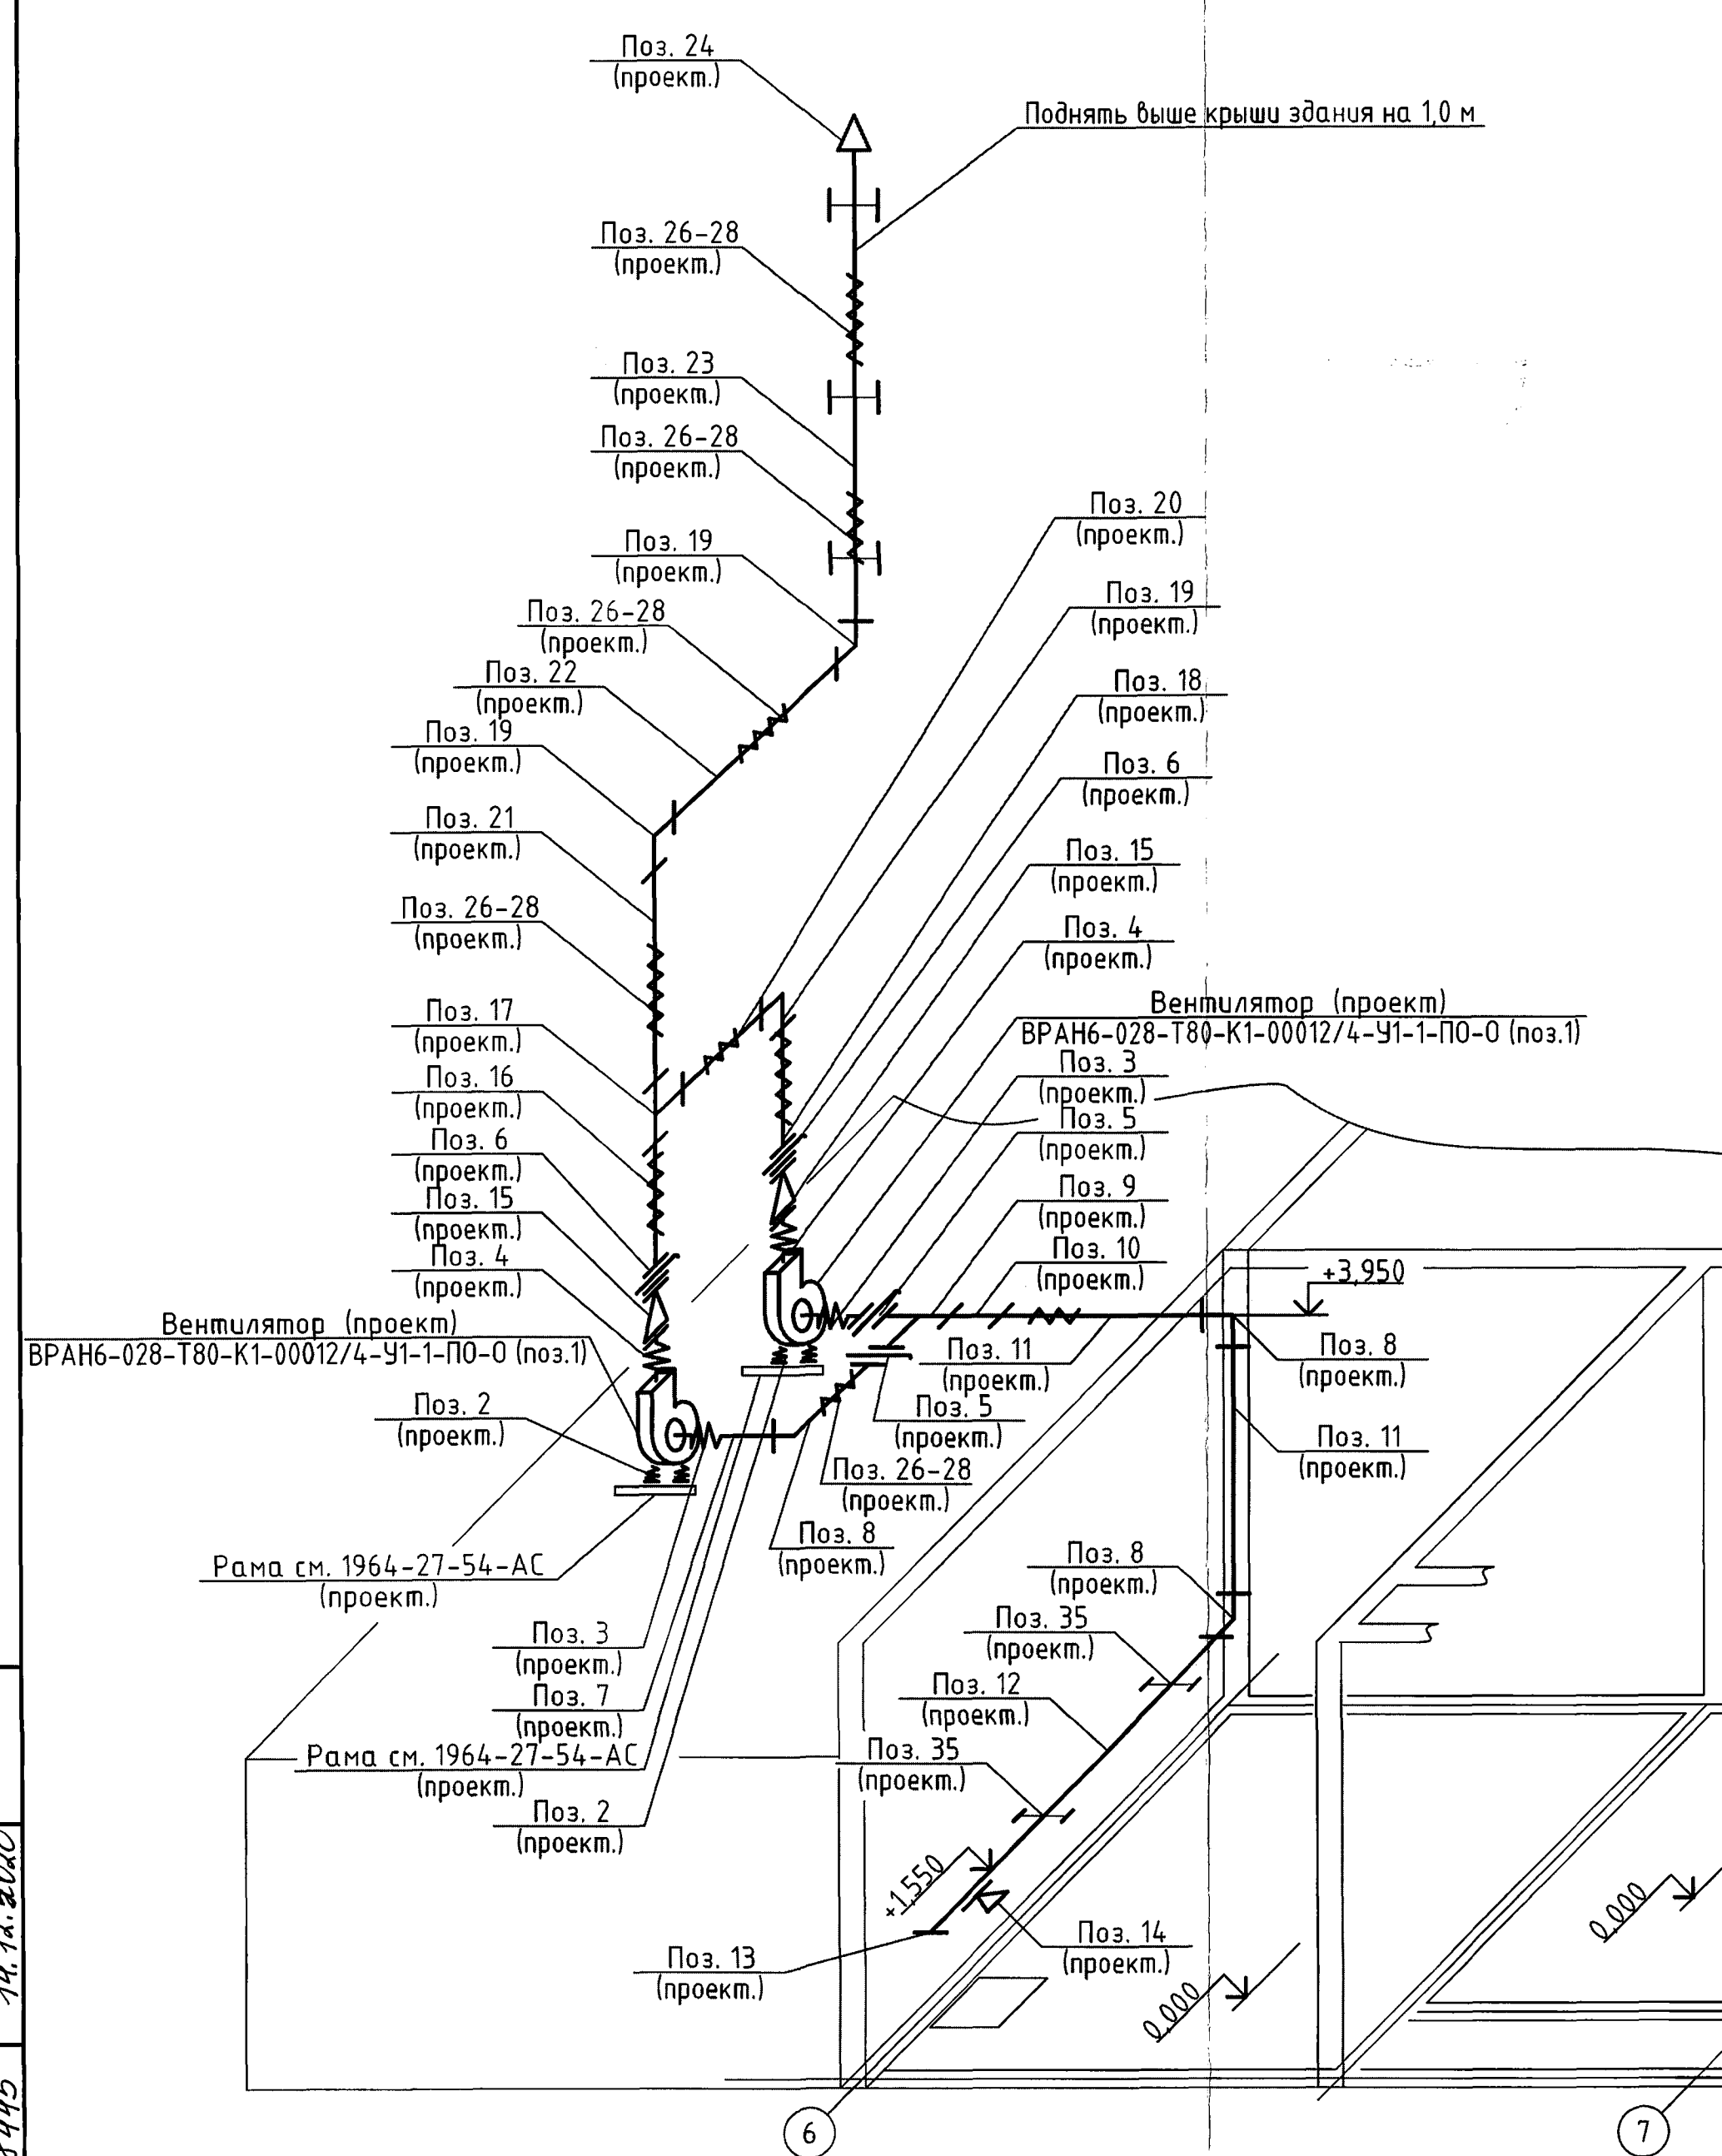 Поз. 24
(проект.)
Поднять выше крыши здания на 1,0 м
Поз. 26-28
(проект.)
Поз. 23
(проект.)
Поз. 26-28
(проект.)
Поз. 19
(проект.)
Поз. 26-28
(проект.)
Поз. 22
(проект.)
Поз. 19
(проект.)
Поз. 21
(проект.)
Поз. 26-28
(проект.)
Поз. 17
(проект.)
Поз. 16
(проект.)
Поз. 6
(проект.)
Поз. 15
(проект.)
Поз. 4
(проект.)
Вентилятор (проект)
ВРАН6-028-Т80-К1-00012/4-У1-1-ПО-О (поз.1)
Поз. 2
(проект.)
Рама см. 1964-27-54-АС
(проект.)
Поз. 3
(проект.)
Поз. 7
(проект.)
Рама см. 1964-27-54-АС
(проект.)
Поз. 2
(проект.)
Поз. 20
(проект.)
Поз. 19
(проект.)
Поз. 18
(проект.)
Поз. 6
(проект.)
Поз. 15
(проект.)
Поз. 4
(проект.)
Вентилятор (проект)
ВРАН6-028-Т80-К1-00012/4-У1-1-ПО-О (поз.1)
Поз. 3
(проект.)
Поз. 5
(проект.)
Поз. 9
(проект.)
Поз. 10
(проект.)
+3,950
Поз. 11
(проект.)
Поз. 8
(проект.)
Поз. 5
(проект.)
Поз. 11
(проект.)
Поз. 26-28
(проект.)
Поз. 8
(проект.)
Поз. 8
(проект.)
Поз. 35
(проект.)
Поз. 12
(проект.)
Поз. 35
(проект.)
+1,550
Поз. 14
(проект.)
Поз. 13
(проект.)
0,000
0,000
6
7
14.12.2020